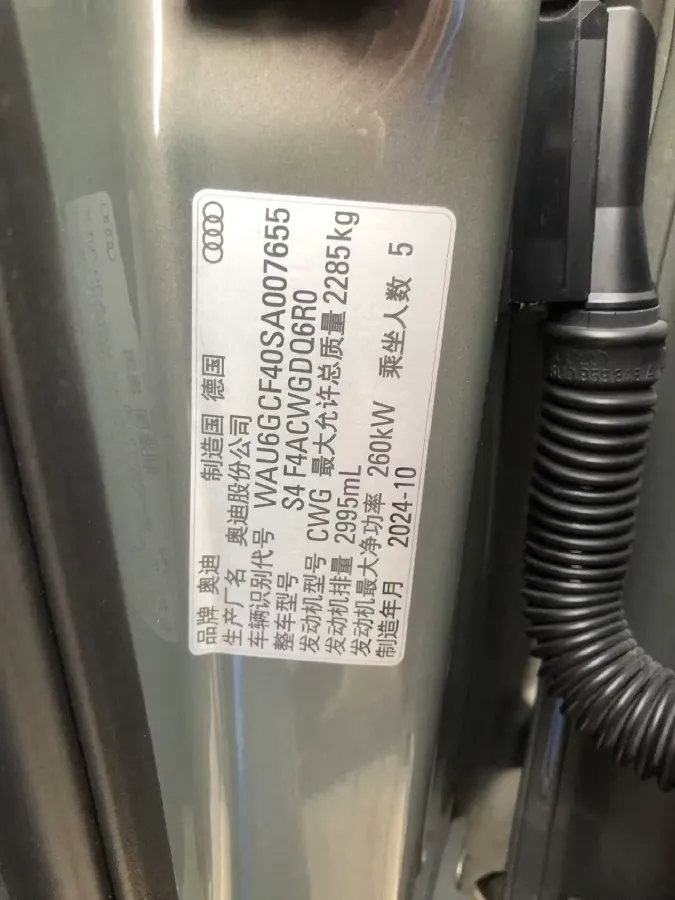 品牌 奥迪 制造国 德国
生产厂名 奥迪股份公司
车辆识别代号 WAU6GCF40SA007655
整车型号 S4 F4ACWGDQ6R0
发动机型号 CWG 最大允许总质量 2285kg
发动机排量 2995mL
发动机最大净功率 260kW 乘坐人数 5
制造年月 2024-10